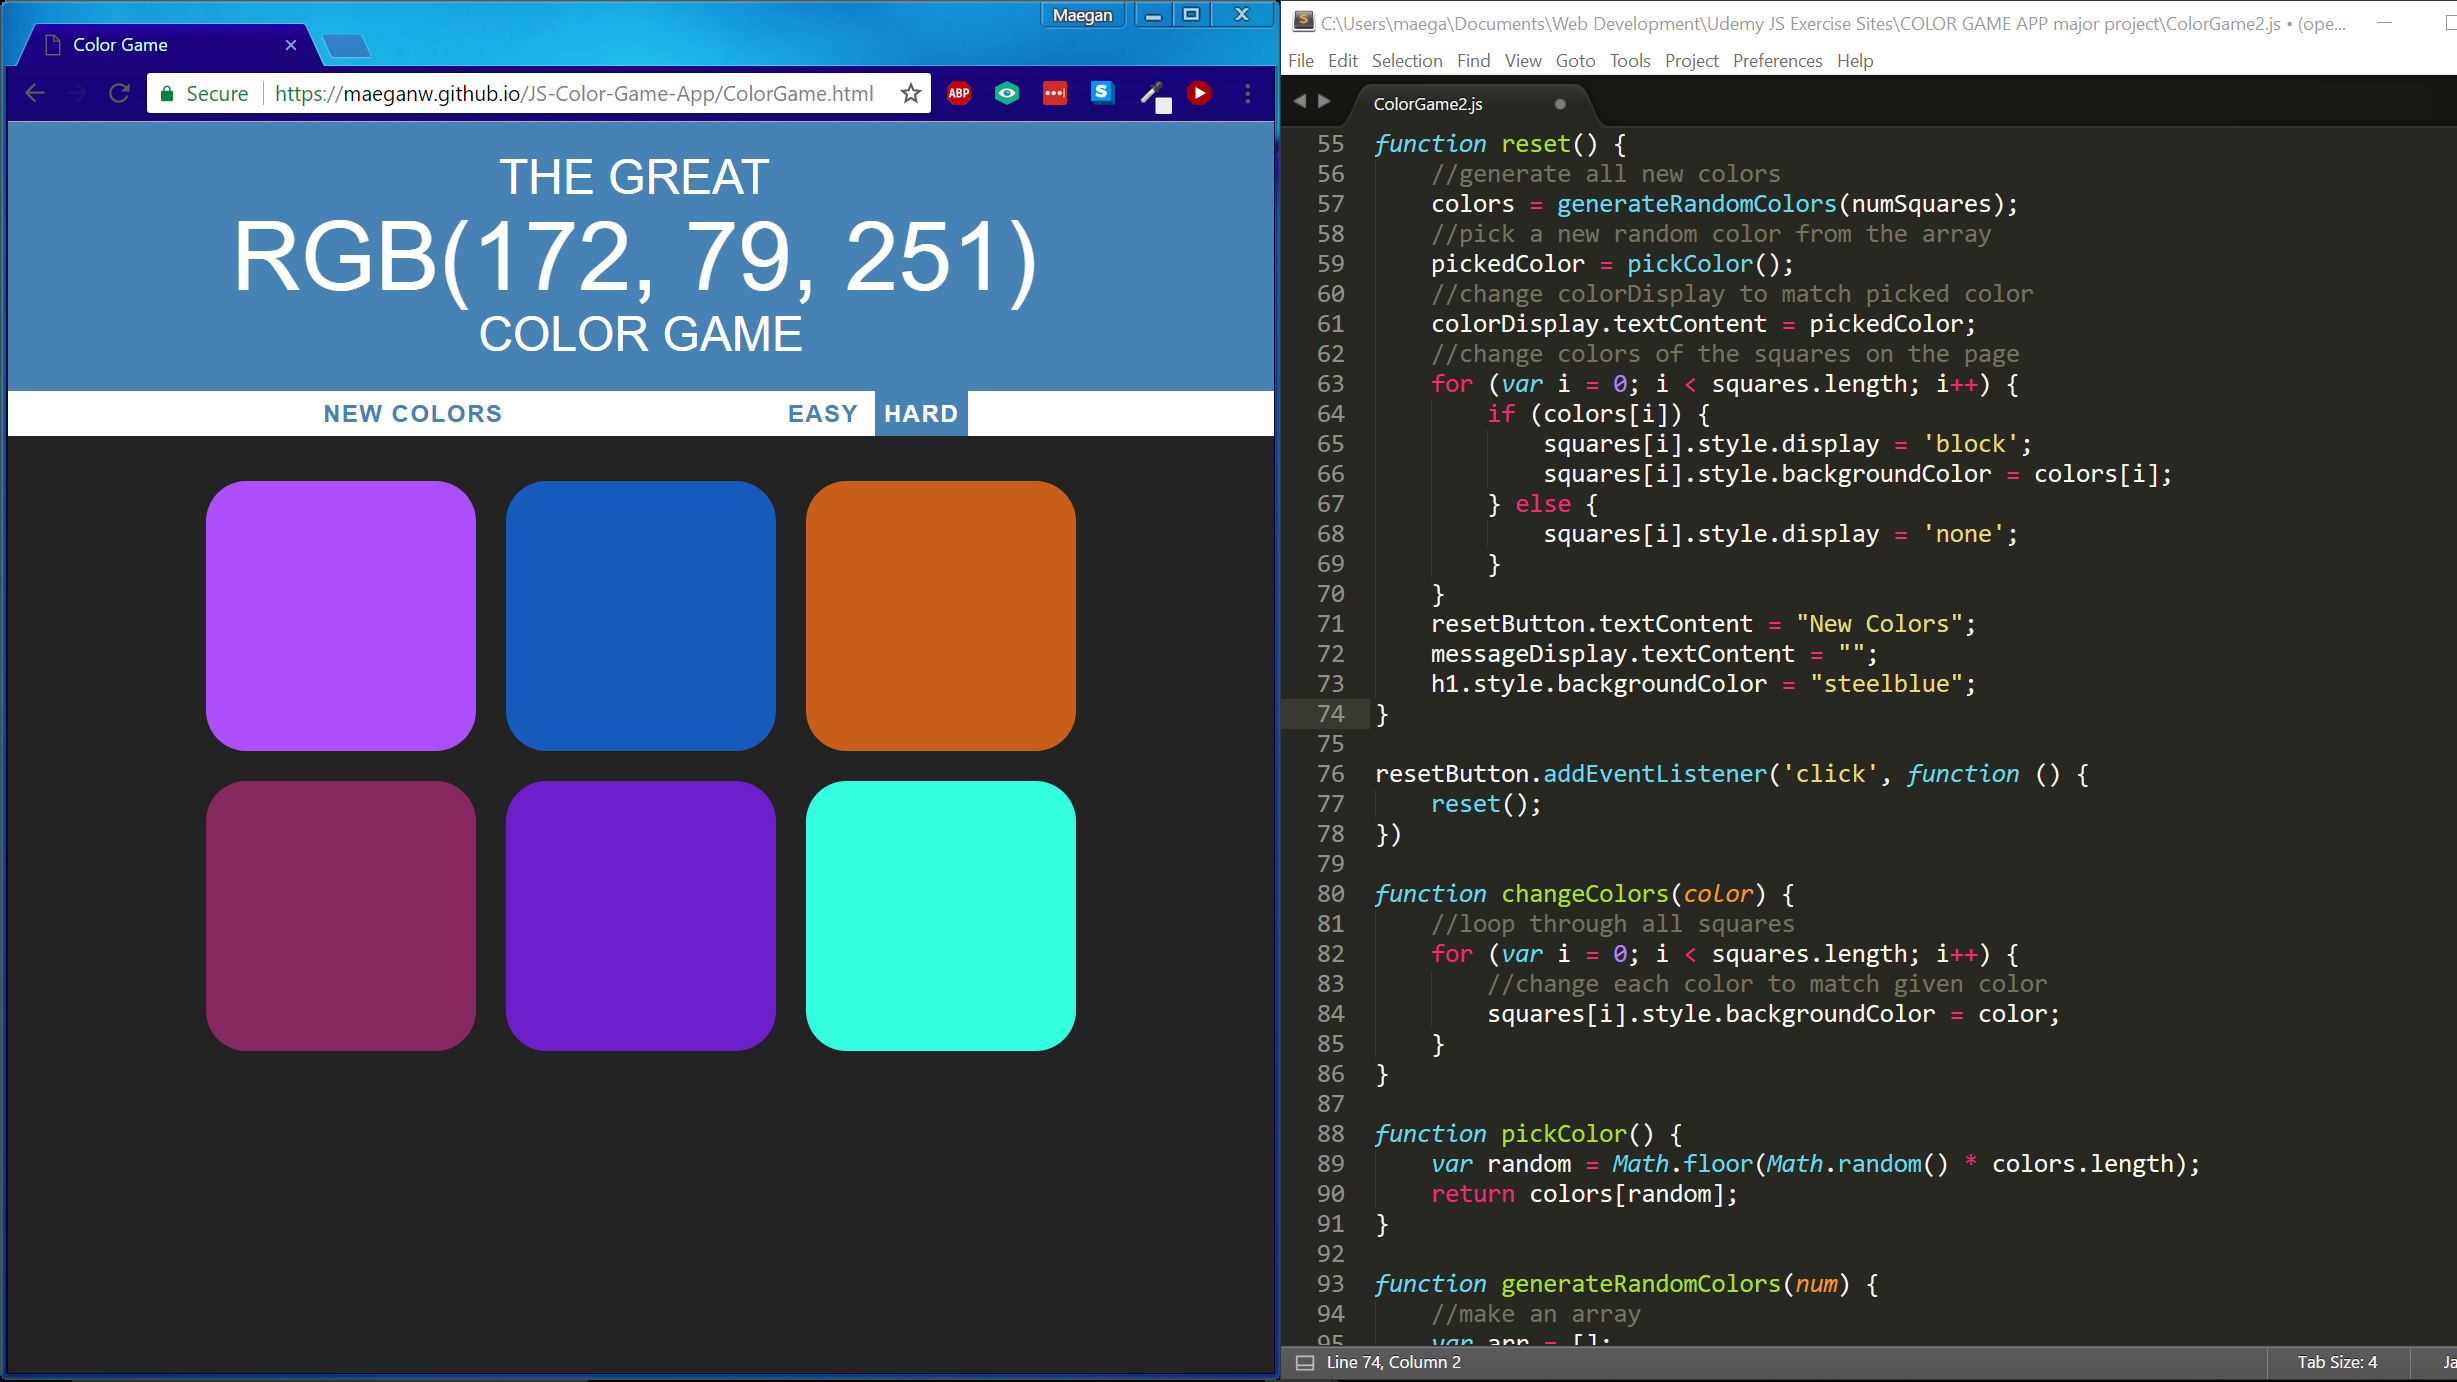 Maegan
Color Game
Secure https://maeganw.github.io/JS-Color-Game-App/ColorGame.html
ABP
S
THE GREAT
RGB(172, 79, 251)
COLOR GAME
NEW COLORS EASY HARD
C:\Users\maega\Documents\Web Development\Udemy JS Exercise Sites\COLOR GAME APP major project\ColorGame2.js • (ope...
File Edit Selection Find View Goto Tools Project Preferences Help
ColorGame2.js
55 function reset() {
56 //generate all new colors
57 colors = generateRandomColors(numSquares);
58 //pick a new random color from the array
59 pickedColor = pickColor();
60 //change colorDisplay to match picked color
61 colorDisplay.textContent = pickedColor;
62 //change colors of the squares on the page
63 for (var i = 0; i < squares.length; i++) {
64 if (colors[i]) {
65 squares[i].style.display = 'block';
66 squares[i].style.backgroundColor = colors[i];
67 } else {
68 squares[i].style.display = 'none';
69 }
70 }
71 resetButton.textContent = "New Colors";
72 messageDisplay.textContent = "";
73 h1.style.backgroundColor = "steelblue";
74 }
75
76 resetButton.addEventListener('click', function () {
77 reset();
78 })
79
80 function changeColors(color) {
81 //loop through all squares
82 for (var i = 0; i < squares.length; i++) {
83 //change each color to match given color
84 squares[i].style.backgroundColor = color;
85 }
86 }
87
88 function pickColor() {
89 var random = Math.floor(Math.random() * colors.length);
90 return colors[random];
91 }
92
93 function generateRandomColors(num) {
94 //make an array
95 var arr = [];
Line 74, Column 2 Tab Size: 4 Ja